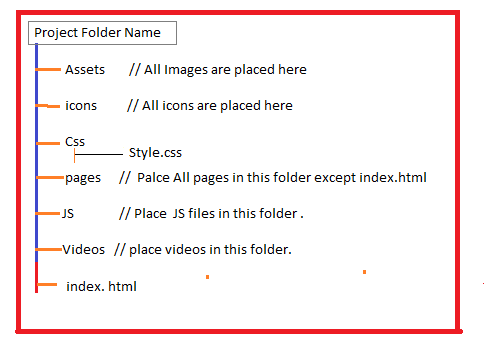 Project Folder Name
Assets // All Images are placed here
icons // All icons are placed here
Css
Style.css
pages // Palce All pages in this folder except index.html
JS // Place JS files in this folder .
Videos // place videos in this folder.
index. html